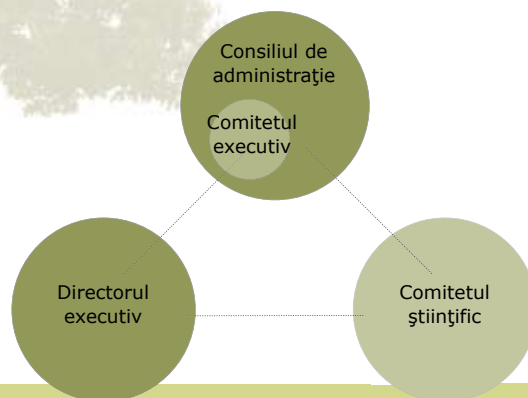 Consiliul de
administraţie
Comitetul
executiv
Directorul
executiv
Comitetul
ştiinţific